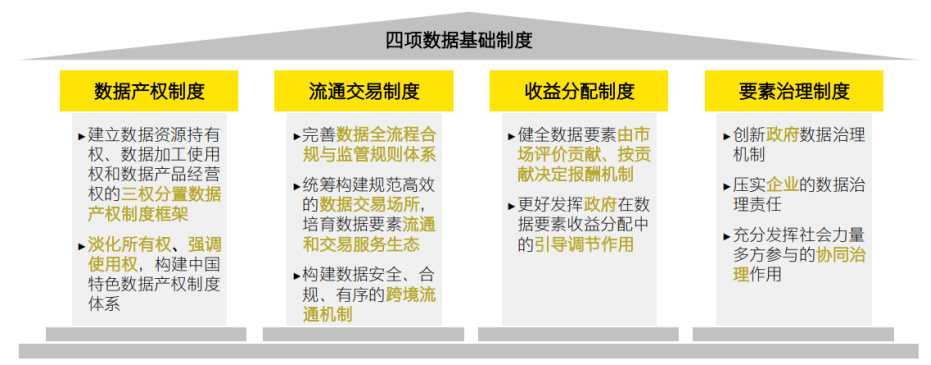 四项数据基础制度
数据产权制度
▸建立数据资源持有
权、数据加工使用
权和数据产品经营
权的三权分置数据
产权制度框架
▸淡化所有权、强调
使用权，构建中国
特色数据产权制度
体系
流通交易制度
▸完善数据全流程合
规与监管规则体系
▸统筹构建规范高效
的数据交易场所，
培育数据要素流通
和交易服务生态
▸构建数据安全、合
规、有序的跨境流
通机制
收益分配制度
▸健全数据要素由市
场评价贡献、按贡
献决定报酬机制
▸更好发挥政府在数
据要素收益分配中
的引导调节作用
要素治理制度
▸创新政府数据治理
机制
▸压实企业的数据治
理责任
▸充分发挥社会力量
多方参与的协同治
理作用